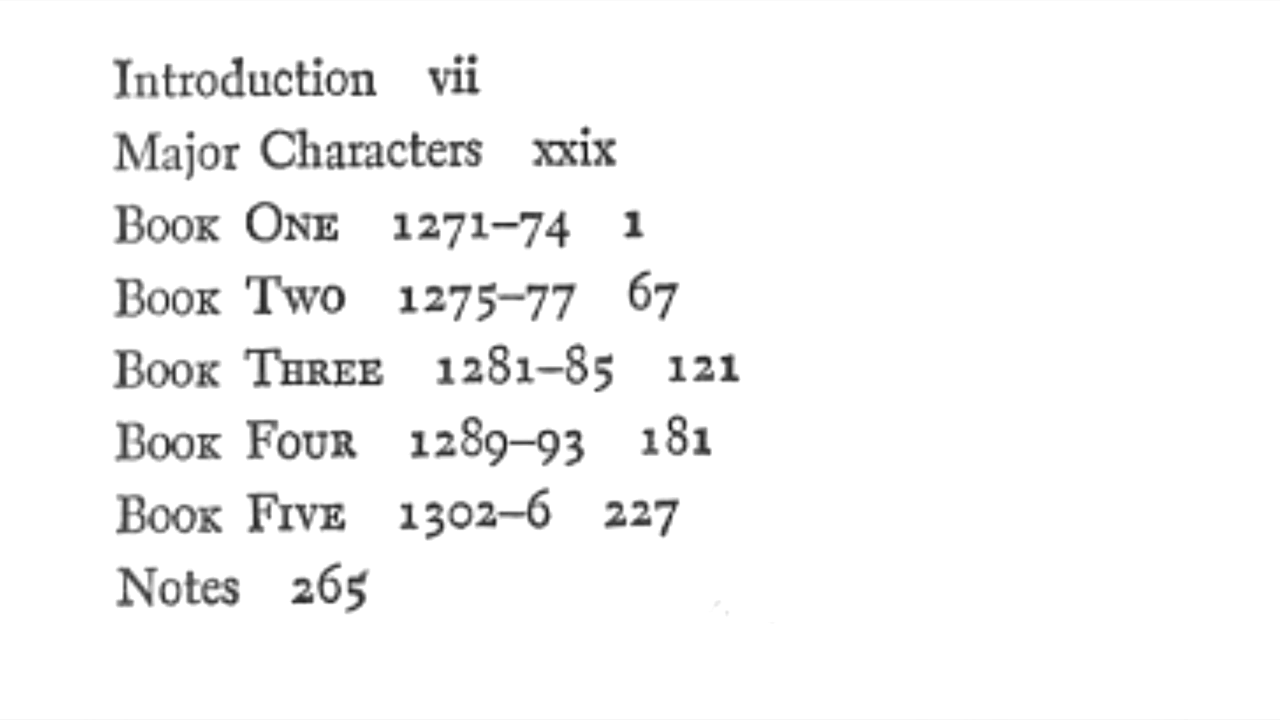 Introduction vii
Major Characters xxix
Book One 1271–74 1
Book Two 1275–77 67
Book Three 1281–85 121
Book Four 1289–93 181
Book Five 1302–6 227
Notes 265